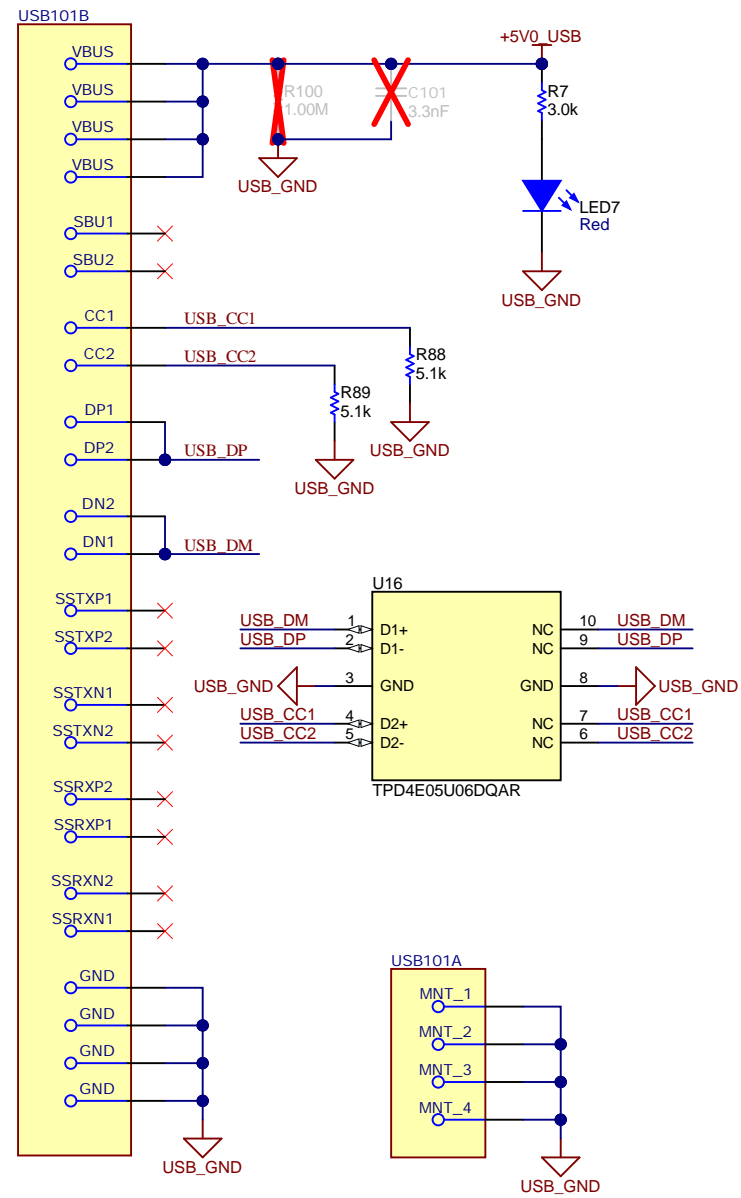 USB101B
VBUS
VBUS
VBUS
VBUS
SBU1
SBU2
CC1
CC2
DP1
DP2
DN2
DN1
SSTXP1
SSTXP2
SSTXN1
SSTXN2
SSRXP2
SSRXP1
SSRXN2
SSRXN1
GND
GND
GND
GND
USB_GND
R100
1.00M
C101
3.3nF
USB_GND
+5V0_USB
R7
3.0k
LED7
Red
USB_GND
USB_CC1
USB_CC2
R88
5.1k
USB_GND
R89
5.1k
USB_GND
USB_DP
USB_DM
U16
USB_DM 1 D1+ NC 10 USB_DM
USB_DP 2 D1- NC 9 USB_DP
USB_GND 3 GND GND 8 USB_GND
USB_CC1 4 D2+ NC 7 USB_CC1
USB_CC2 5 D2- NC 6 USB_CC2
TPD4E05U06DQAR
USB101A
MNT_1
MNT_2
MNT_3
MNT_4
USB_GND